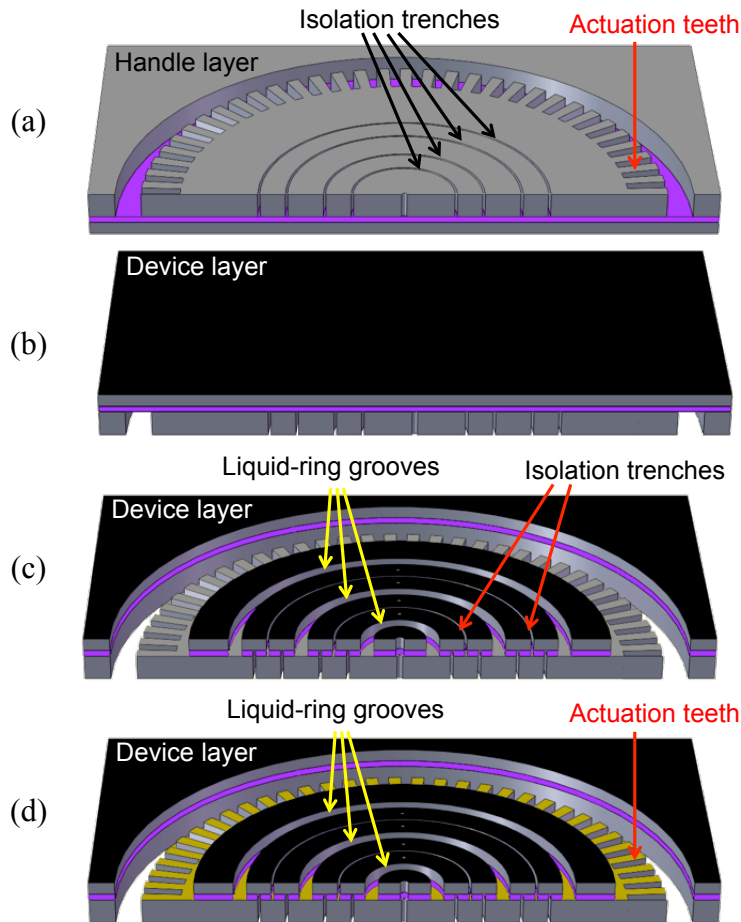 Isolation trenches
Actuation teeth
Handle layer
(a)
Device layer
(b)
Liquid-ring grooves
Isolation trenches
Device layer
(c)
Liquid-ring grooves
Actuation teeth
Device layer
(d)